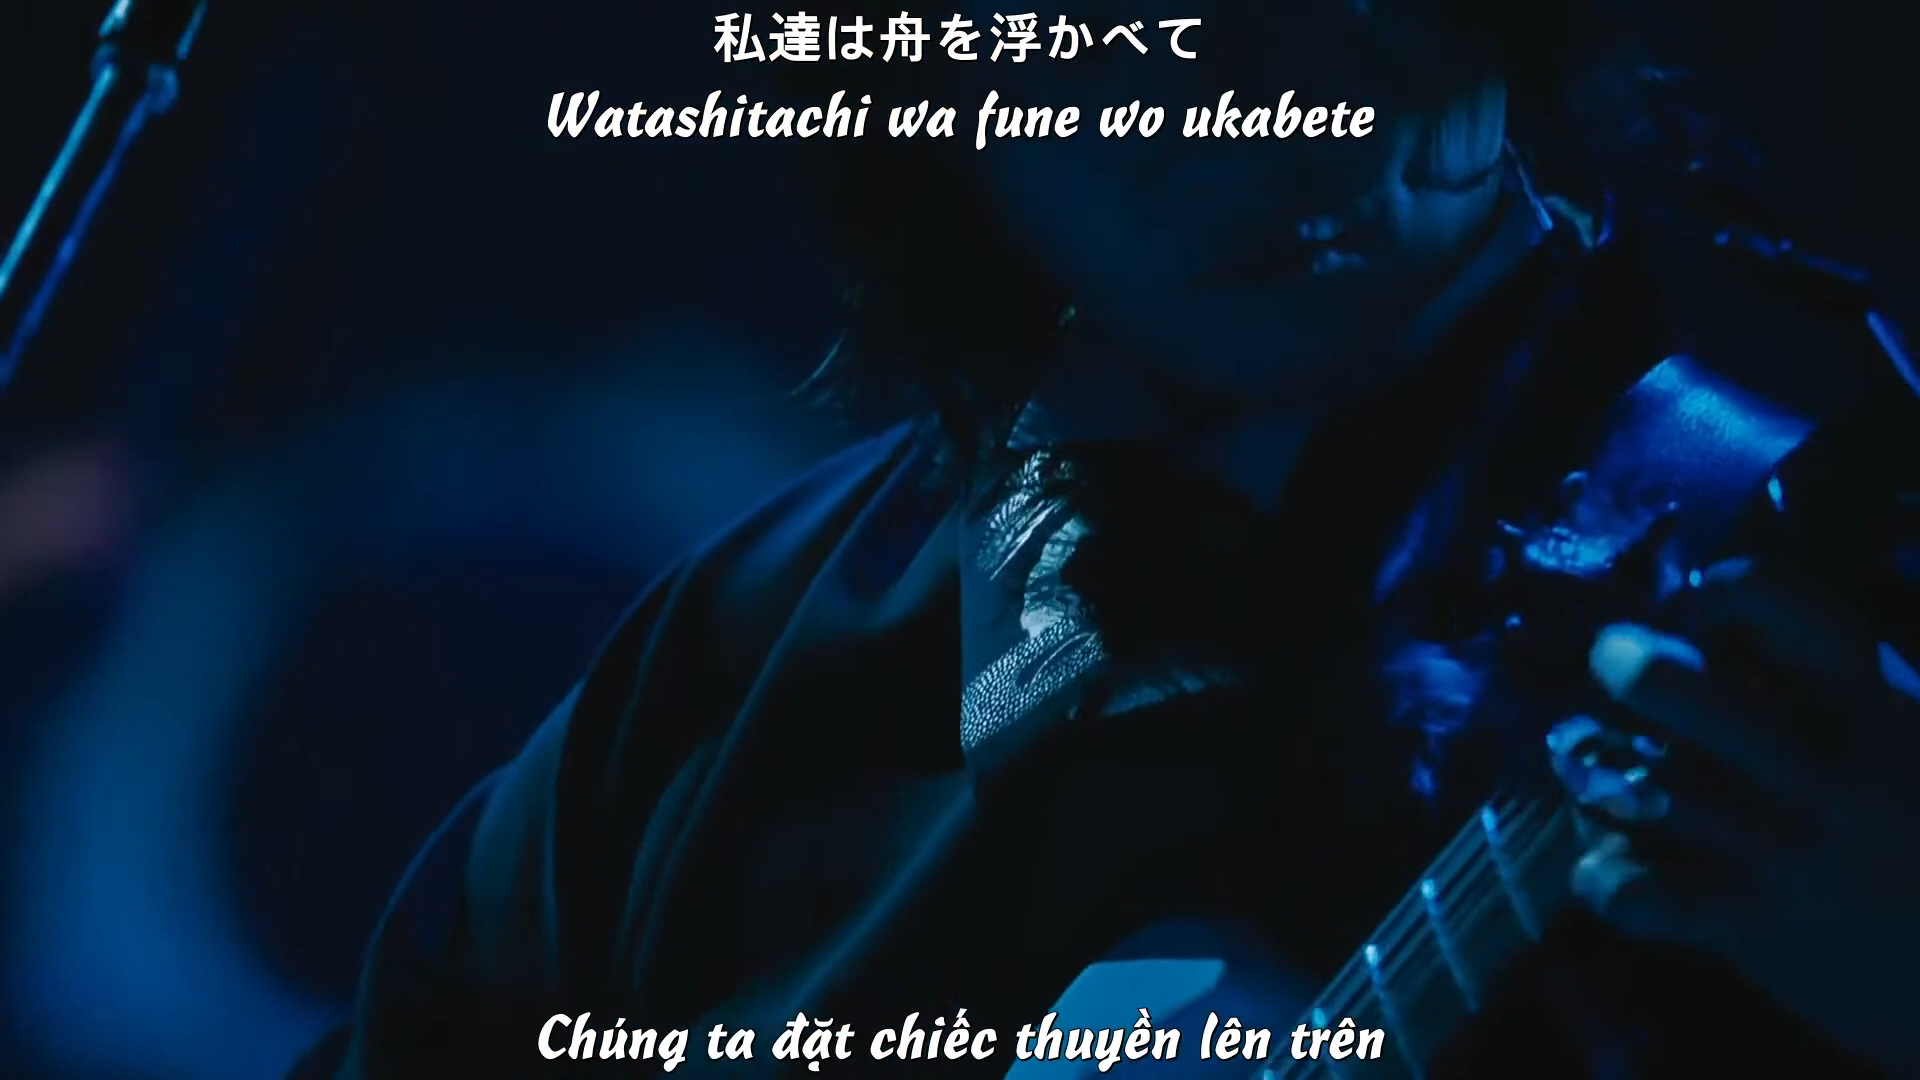 私達は舟を浮かべて
Watashitachi wa fune wo ukabete
Chúng ta đặt chiếc thuyền lên trên